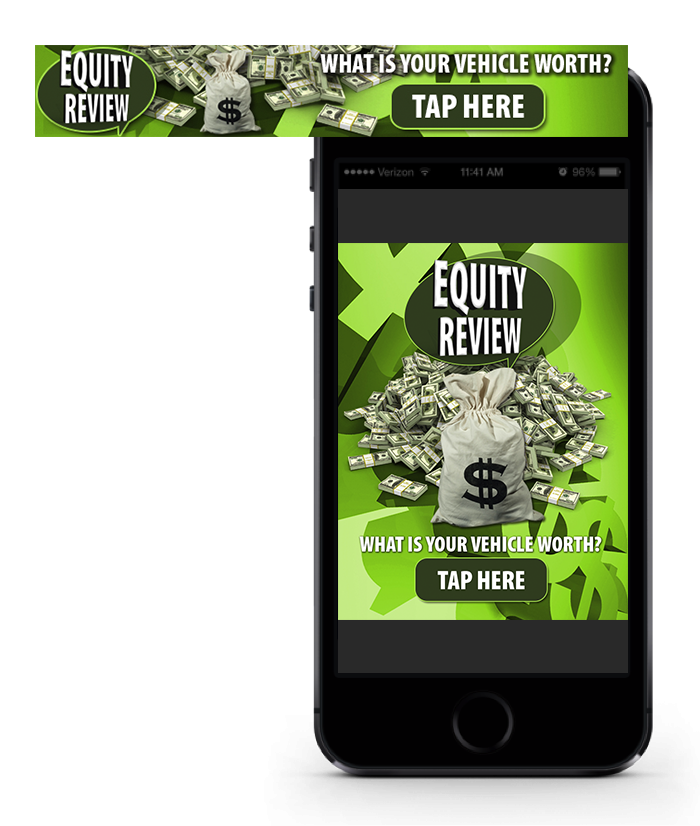 EQUITY
REVIEW
$
WHAT IS YOUR VEHICLE WORTH?
TAP HERE
Verizon 11:41 AM 96%
EQUITY
REVIEW
$
WHAT IS YOUR VEHICLE WORTH?
TAP HERE